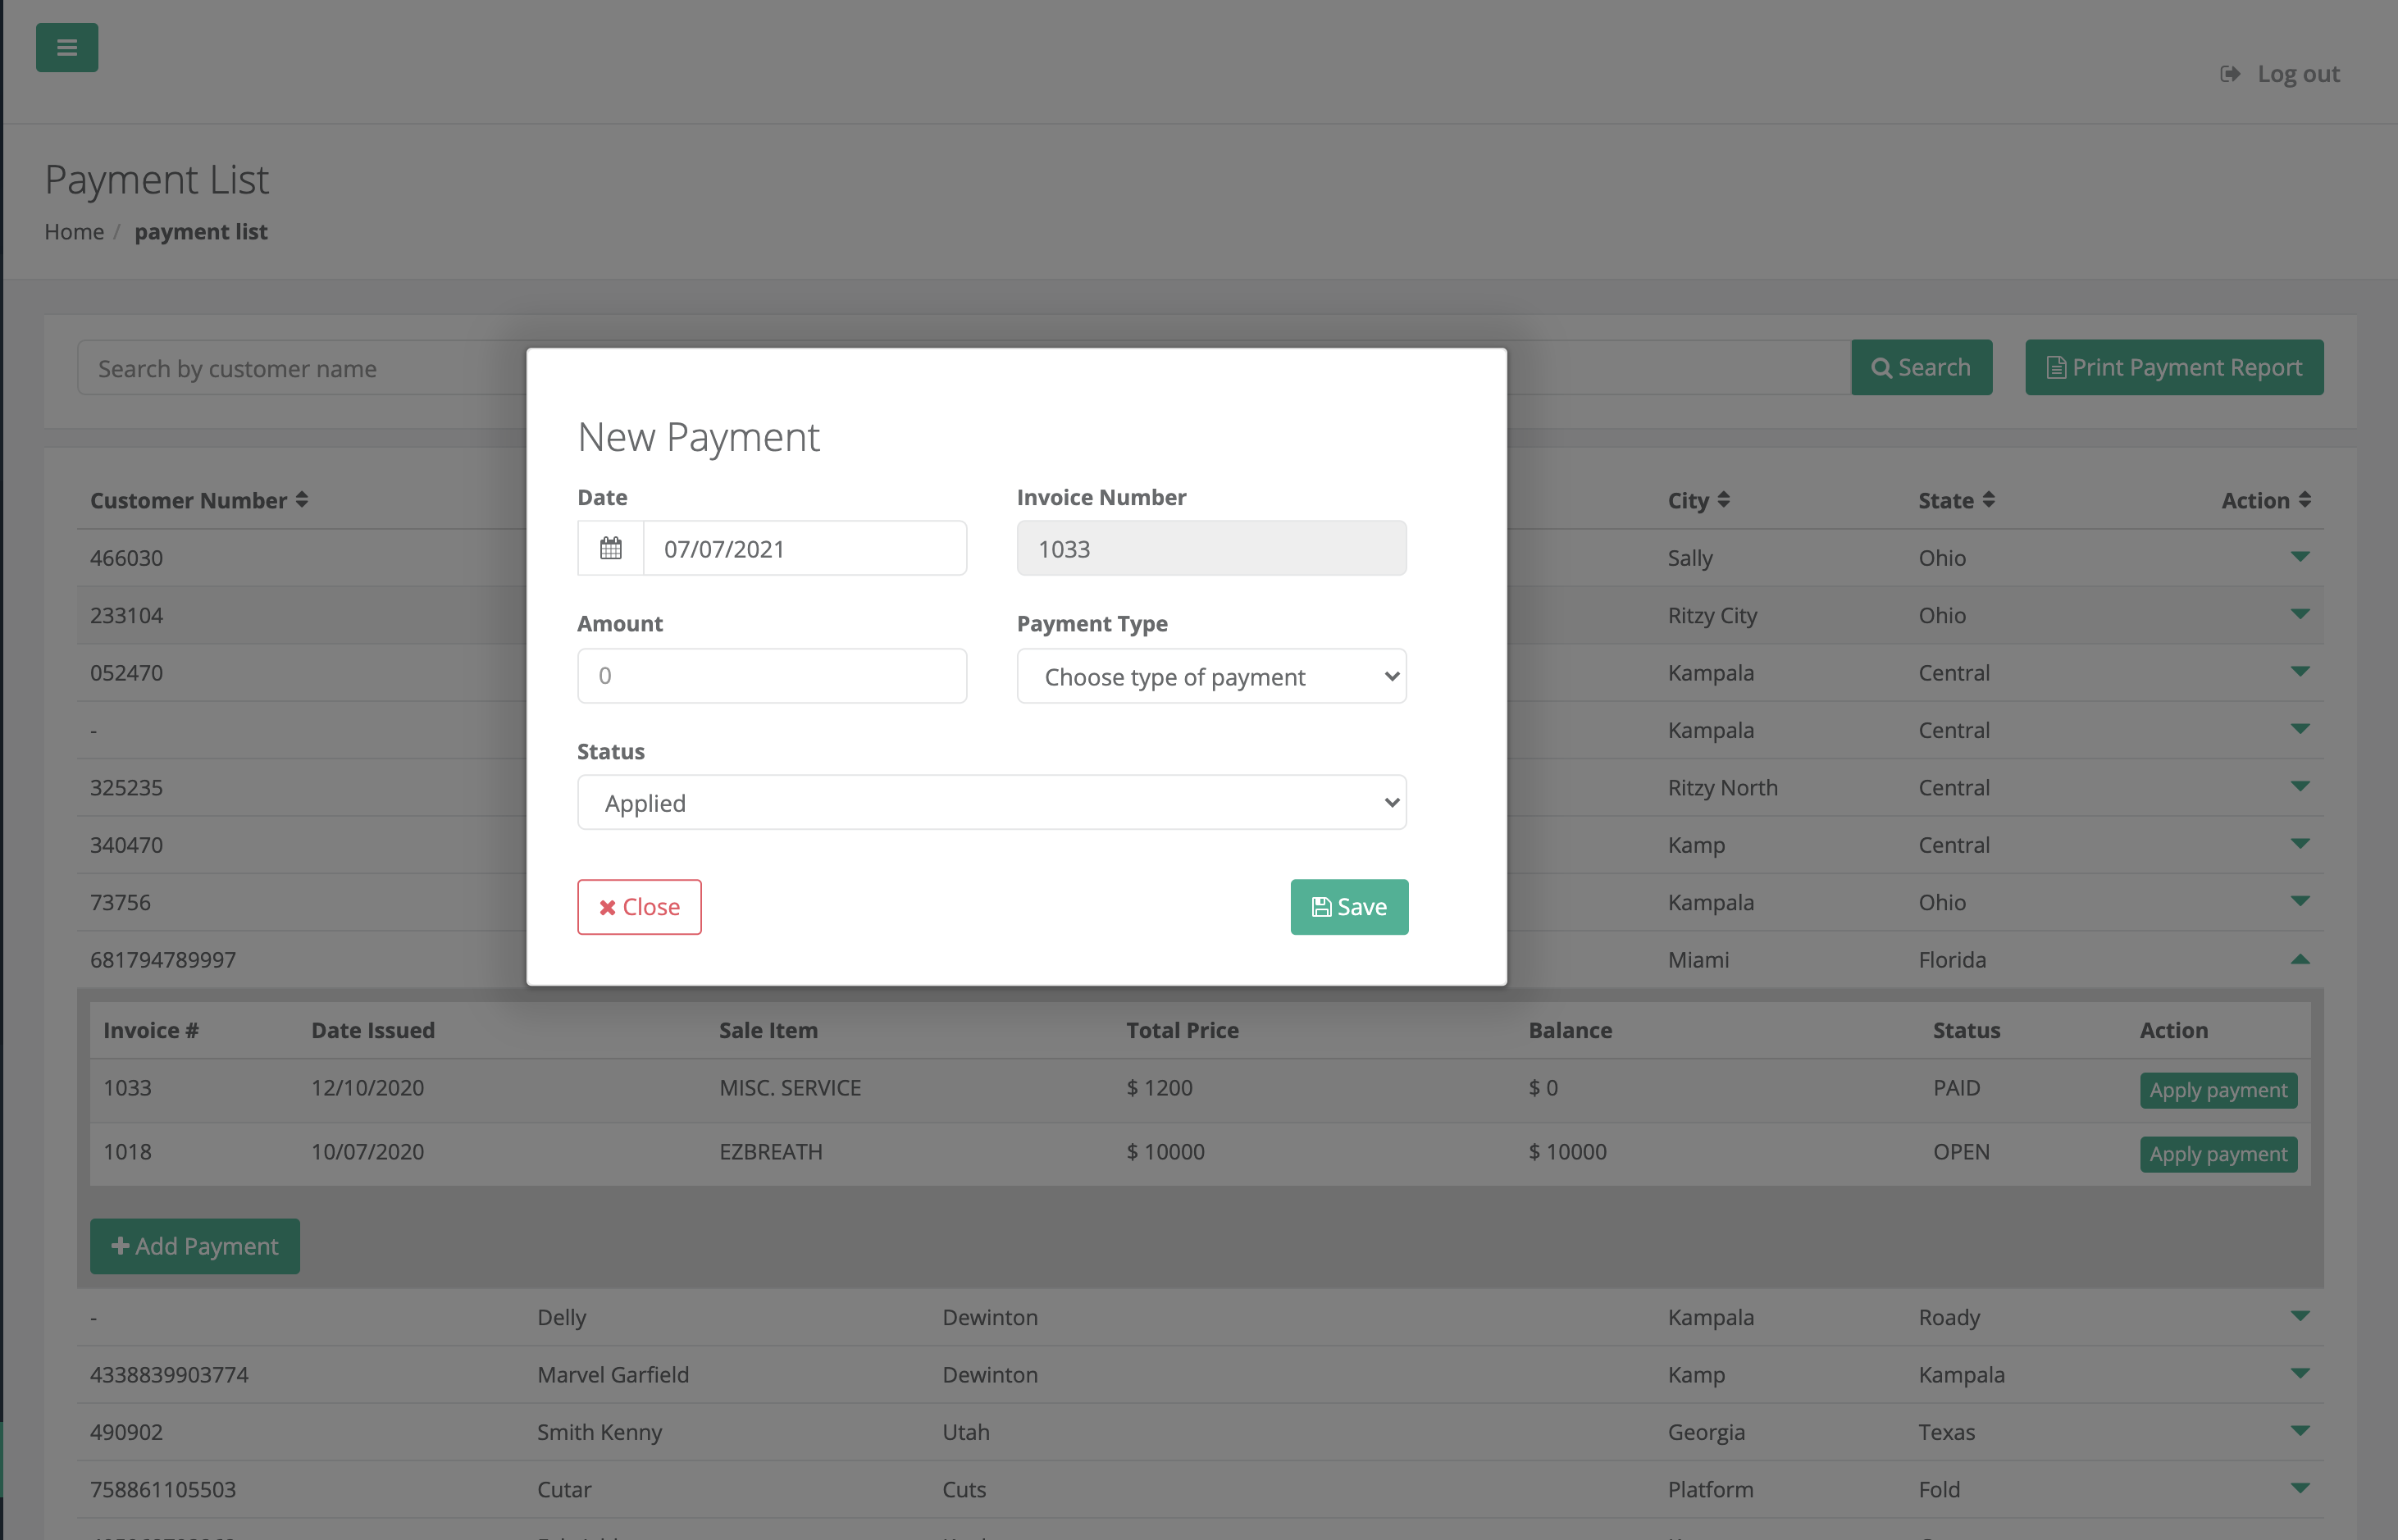 Log out
Payment List
Home / payment list
Search by customer name
Search
Print Payment Report
New Payment
Date
Invoice Number
07/07/2021
1033
Amount
Payment Type
0
Choose type of payment
Status
Applied
Close
Save
Customer Number City State Action
466030 Sally Ohio
233104 Ritzy City Ohio
052470 Kampala Central
- Kampala Central
325235 Ritzy North Central
340470 Kamp Central
73756 Kampala Ohio
681794789997 Miami Florida
Invoice # Date Issued Sale Item Total Price Balance Status Action
1033 12/10/2020 MISC. SERVICE $ 1200 $ 0 PAID Apply payment
1018 10/07/2020 EZBREATH $ 10000 $ 10000 OPEN Apply payment
Add Payment
- Delly Dewinton Kampala Roady
4338839903774 Marvel Garfield Dewinton Kamp Kampala
490902 Smith Kenny Utah Georgia Texas
758861105503 Cutar Cuts Platform Fold